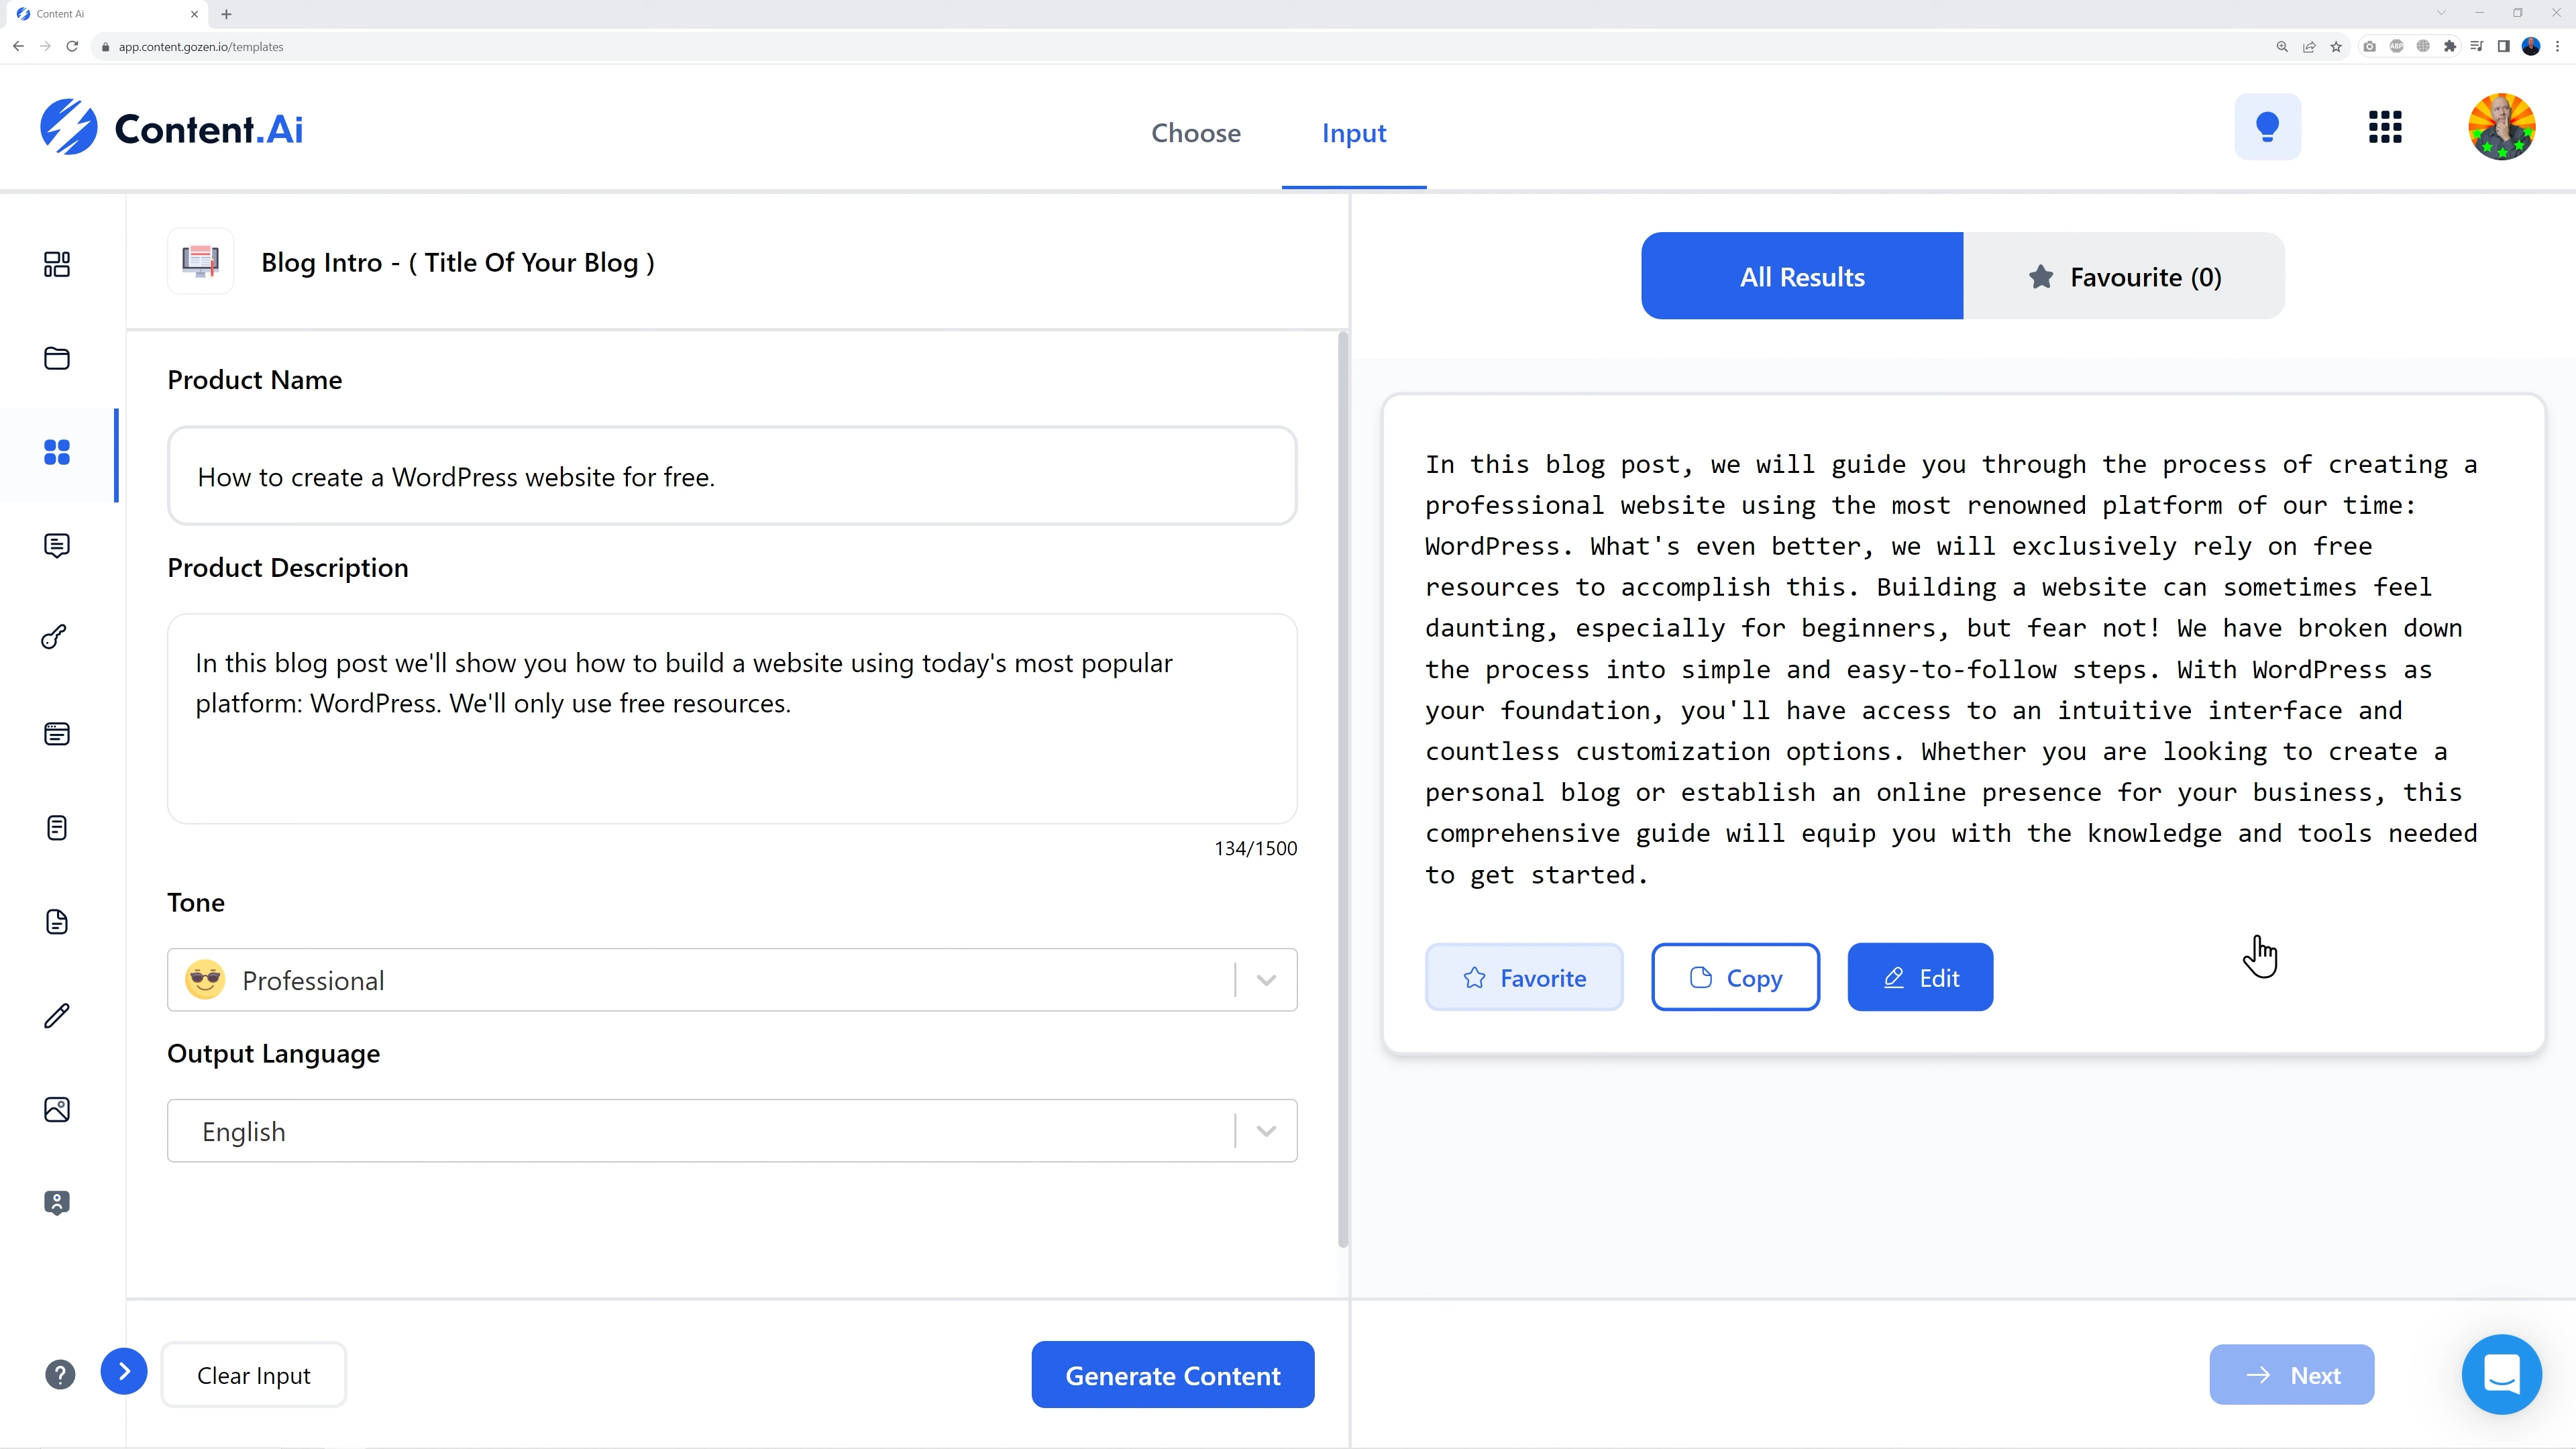 Content Ai
app.content.gozen.io/templates
ABP
Content.Ai
Choose
Input
Blog Intro - ( Title Of Your Blog )
Product Name
How to create a WordPress website for free.
Product Description
In this blog post we'll show you how to build a website using today's most popular
platform: WordPress. We'll only use free resources.
134/1500
Tone
Professional
Output Language
English
Clear Input
Generate Content
All Results
Favourite (0)
In this blog post, we will guide you through the process of creating a
professional website using the most renowned platform of our time:
WordPress. What's even better, we will exclusively rely on free
resources to accomplish this. Building a website can sometimes feel
daunting, especially for beginners, but fear not! We have broken down
the process into simple and easy-to-follow steps. With WordPress as
your foundation, you'll have access to an intuitive interface and
countless customization options. Whether you are looking to create a
personal blog or establish an online presence for your business, this
comprehensive guide will equip you with the knowledge and tools needed
to get started.
Favorite
Copy
Edit
Next